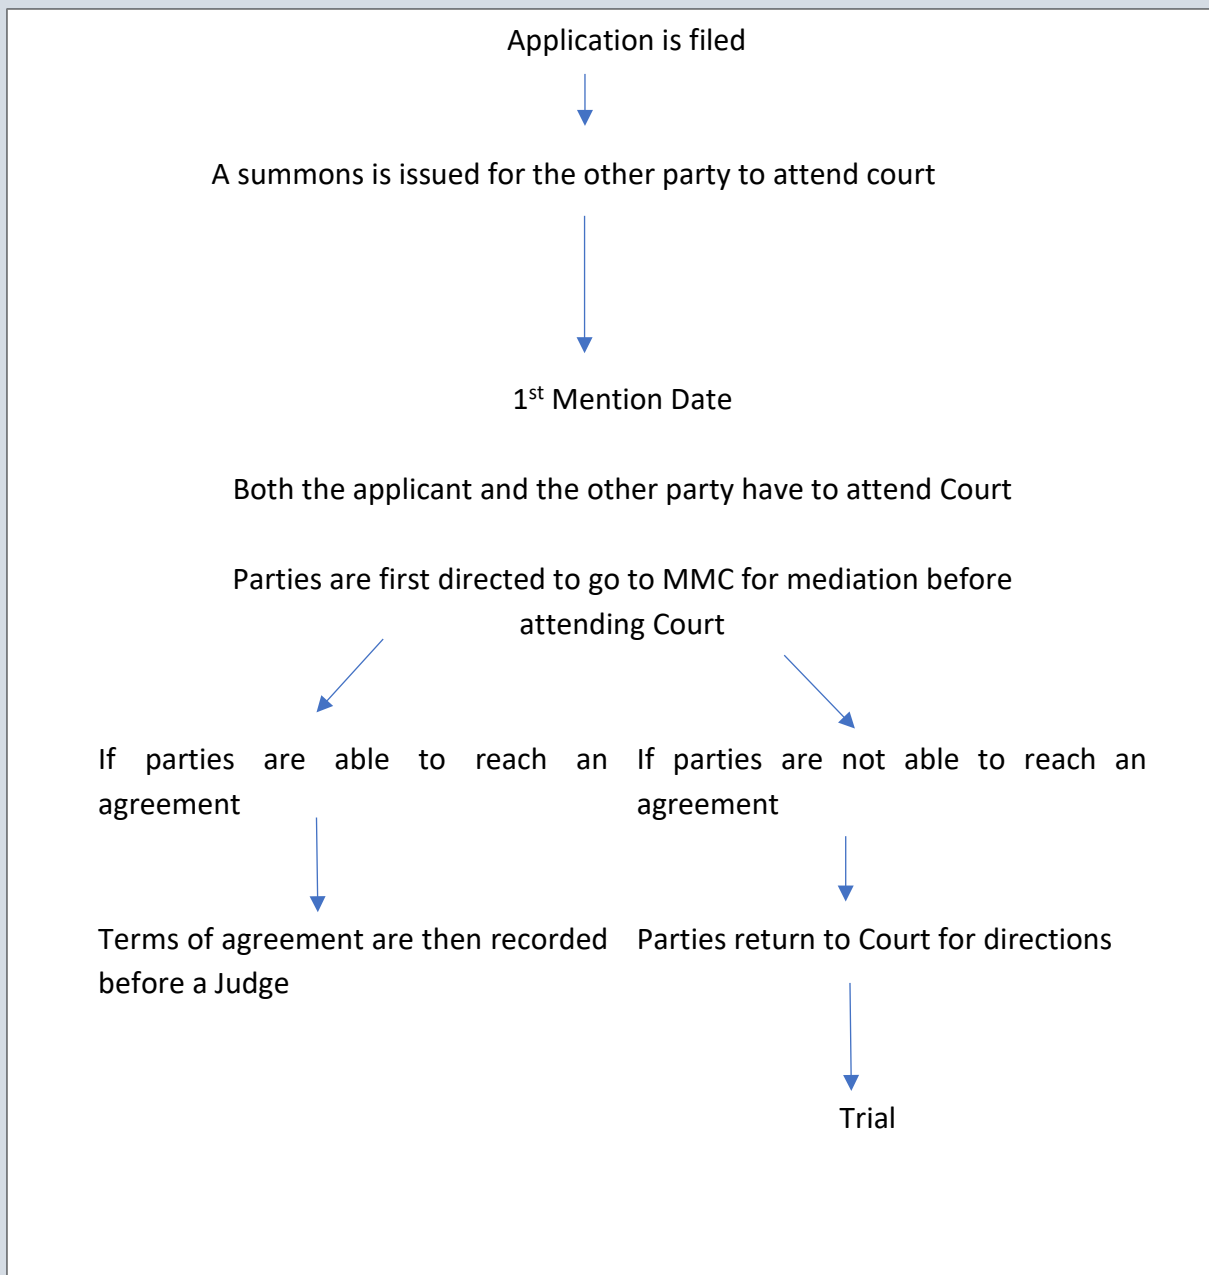 Application is filed
A summons is issued for the other party to attend court
1st Mention Date
Both the applicant and the other party have to attend Court
Parties are first directed to go to MMC for mediation before
attending Court
If parties are able to reach an
agreement
If parties are not able to reach an
agreement
Terms of agreement are then recorded
before a Judge
Parties return to Court for directions
Trial